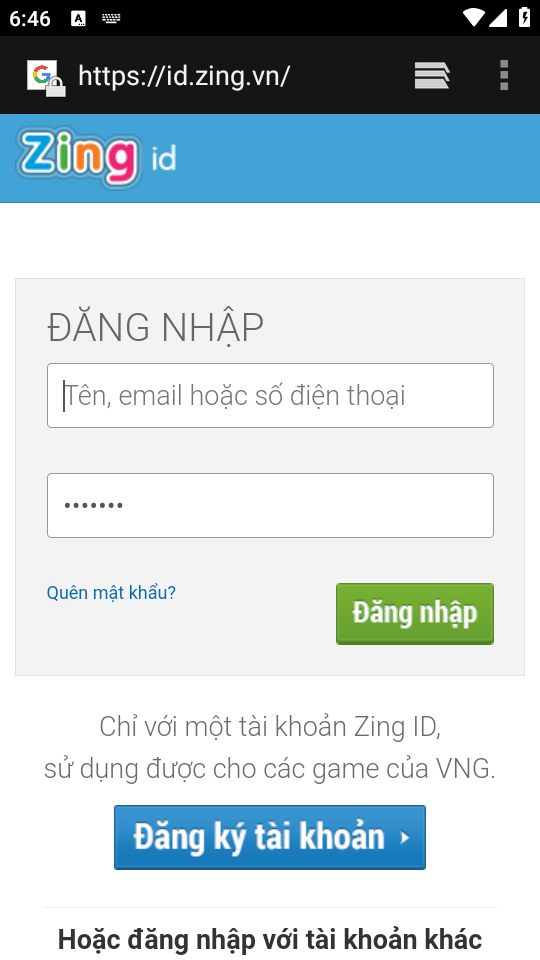 6:46
A
G
https://id.zing.vn/
Zing id
ĐĂNG NHẬP
Tên, email hoặc số điện thoại
•••••••
Quên mật khẩu?
Đăng nhập
Chỉ với một tài khoản Zing ID,
sử dụng được cho các game của VNG.
Đăng ký tài khoản
Hoặc đăng nhập với tài khoản khác